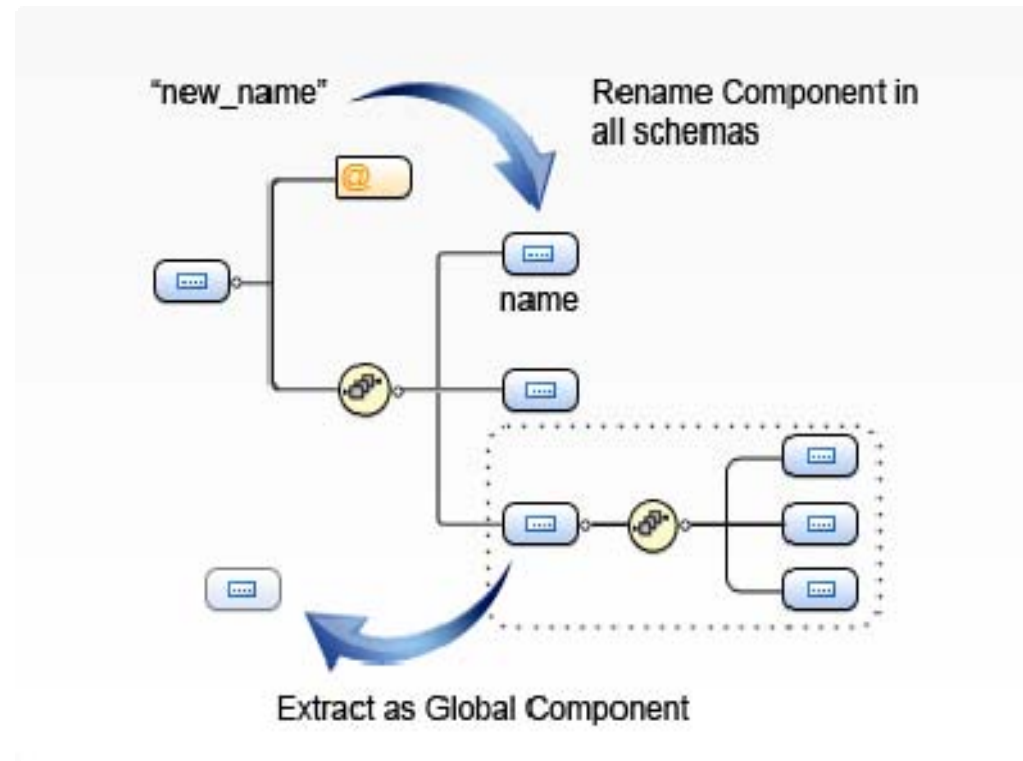 “new_name”
Rename Component in
all schemas
@
name
Extract as Global Component